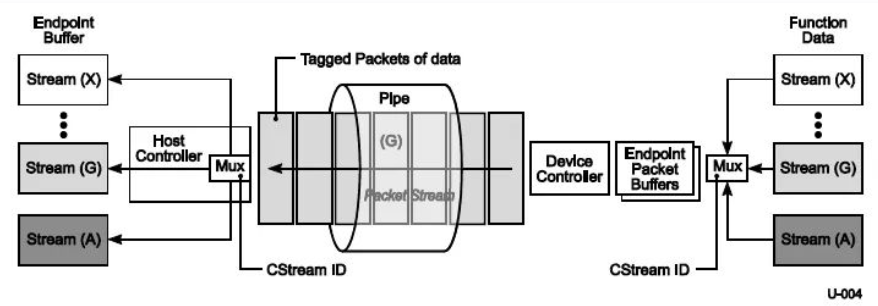 Endpoint
Buffer
Function
Data
Tagged Packets of data
Stream (X)
Pipe
Stream (X)
Host
Controller
(G)
Stream (G)
Mux
Device
Controller
Endpoint
Packet
Buffers
Mux
Stream (G)
Packet Stream
Stream (A)
Stream (A)
CStream ID
CStream ID
U-004